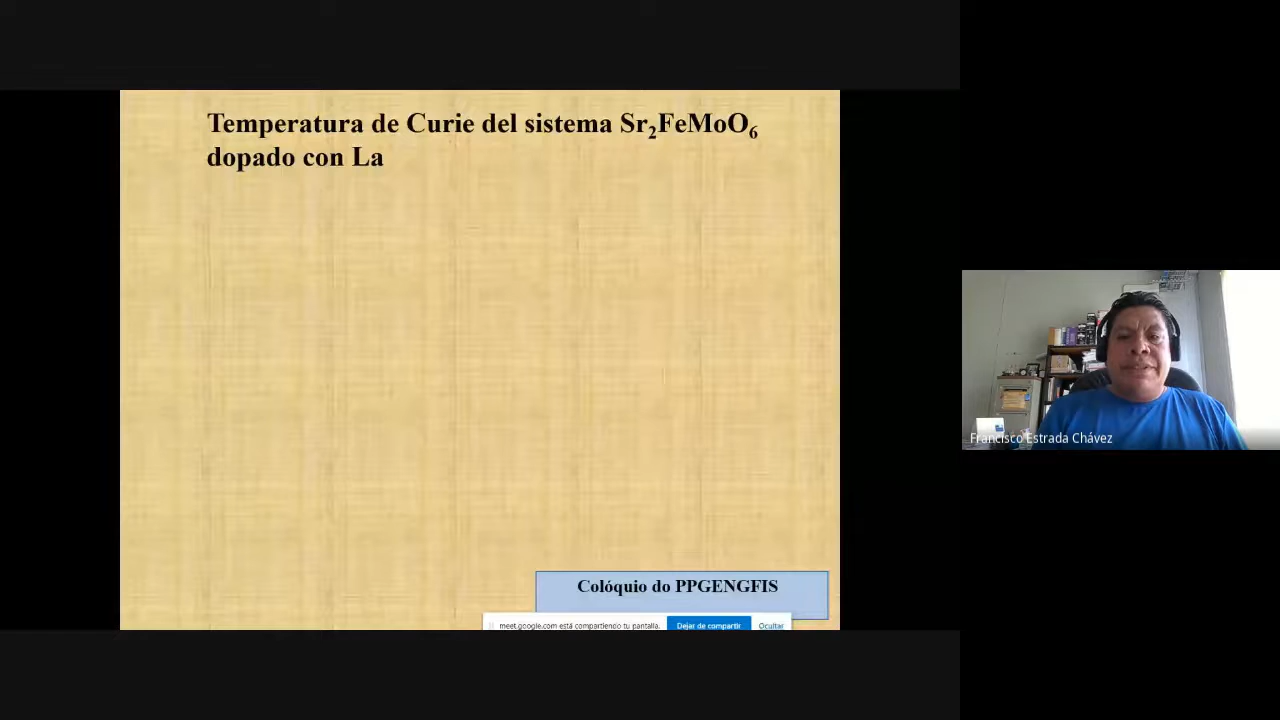 Temperatura de Curie del sistema Sr₂FeMoO₆
dopado con La
Colóquio do PPGENGFIS
meet.google.com está compartiendo tu pantalla. Dejar de compartir Ocultar
Francisco Estrada Chávez